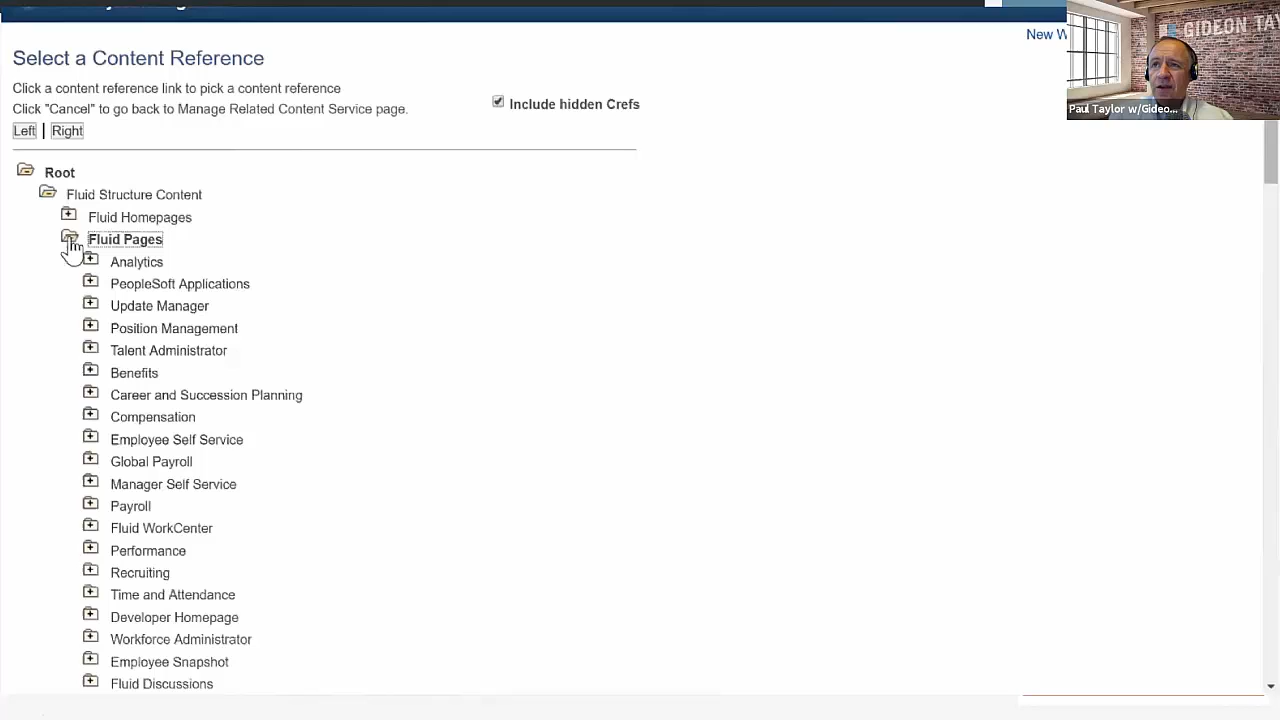 New W
Select a Content Reference
Click a content reference link to pick a content reference
Click "Cancel" to go back to Manage Related Content Service page.
Include hidden Crefs
Left | Right
Root
Fluid Structure Content
Fluid Homepages
Fluid Pages
Analytics
PeopleSoft Applications
Update Manager
Position Management
Talent Administrator
Benefits
Career and Succession Planning
Compensation
Employee Self Service
Global Payroll
Manager Self Service
Payroll
Fluid WorkCenter
Performance
Recruiting
Time and Attendance
Developer Homepage
Workforce Administrator
Employee Snapshot
Fluid Discussions
GIDEON TAY
Paul Taylor w/Gideo...